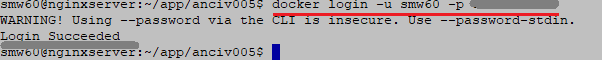 smw60@nginxserver:~/app/anciv005$ docker login -u smw60 -p
WARNING! Using --password via the CLI is insecure. Use --password-stdin.
Login Succeeded
smw60@nginxserver:~/app/anciv005$